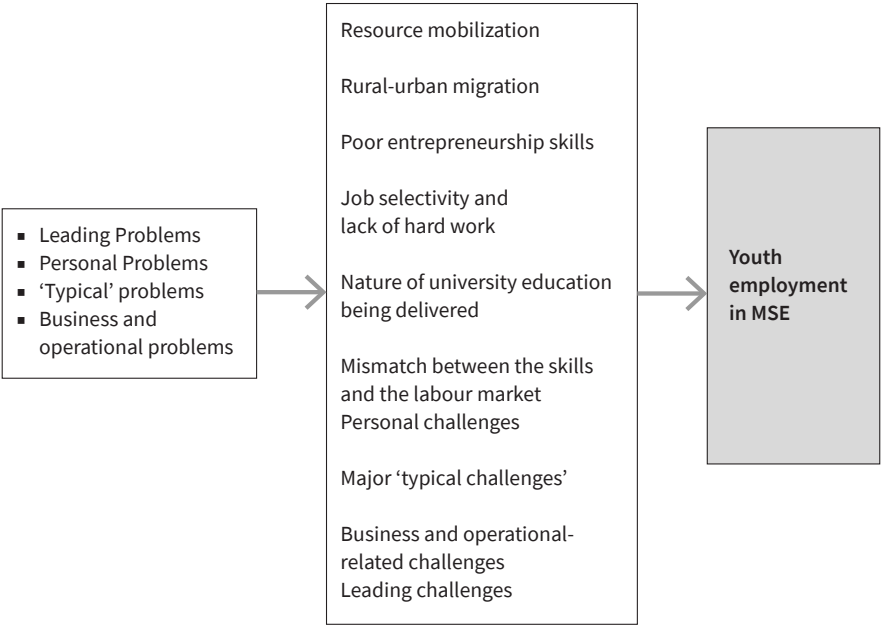 Leading Problems
Personal Problems
‘Typical’ problems
Business and
operational problems
Resource mobilization
Rural-urban migration
Poor entrepreneurship skills
Job selectivity and
lack of hard work
Nature of university education
being delivered
Mismatch between the skills
and the labour market
Personal challenges
Major ‘typical challenges’
Business and operational-
related challenges
Leading challenges
Youth
employment
in MSE